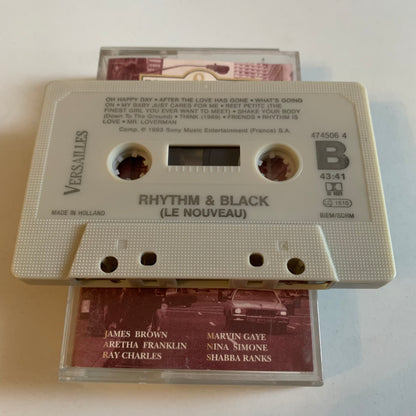 OH HAPPY DAY • AFTER THE LOVE HAS GONE • WHAT'S GOING
ON • MY BABY JUST CARES FOR ME • REET PETITE (THE
FINEST GIRL YOU EVER WANT TO MEET) • SHAKE YOUR BODY
(Down To The Ground) • THINK (1989) • FRIENDS • RHYTHM IS
LOVE • MR. LOVERMAN
Comp. ℗ 1993 Sony Music Entertainment (France) S.A.
474506 4
B
43:41
VERSAILLES
MADE IN HOLLAND
BIEM/SDRM
RHYTHM & BLACK
(LE NOUVEAU)
JAMES BROWN
ARETHA FRANKLIN
RAY CHARLES
MARVIN GAYE
NINA SIMONE
SHABBA RANKS